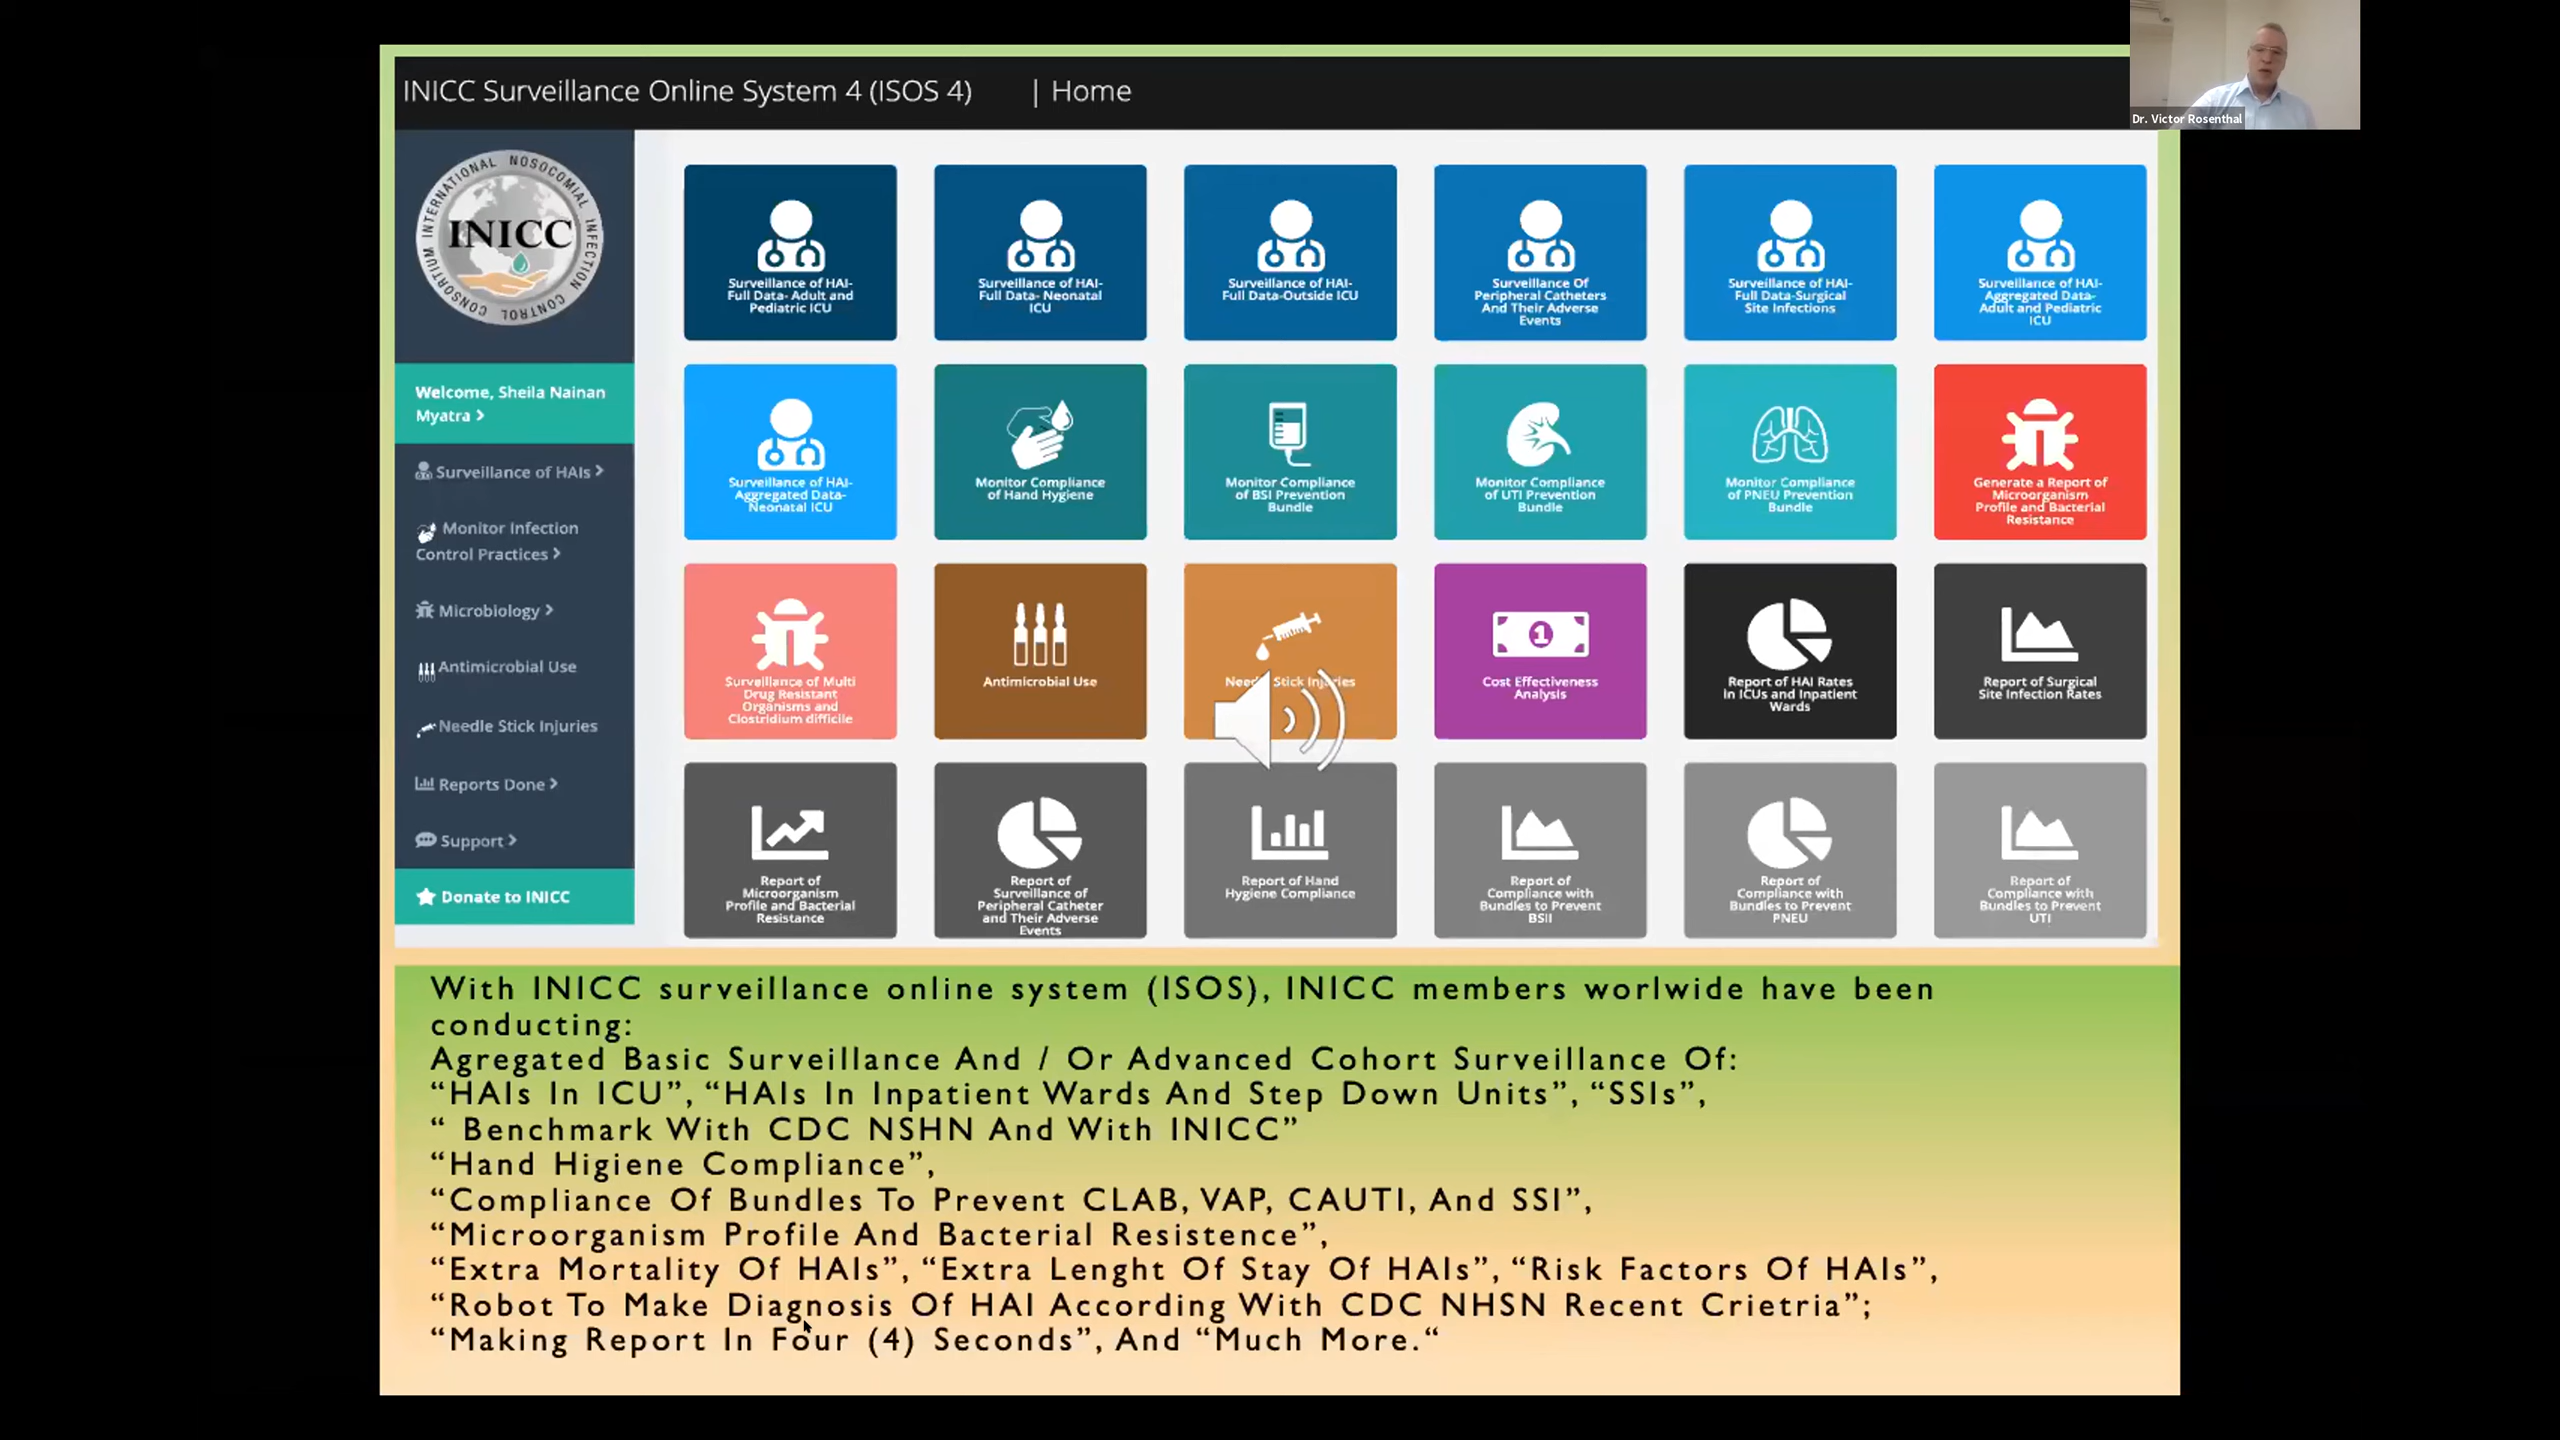 INICC Surveillance Online System 4 (ISOS 4) | Home
Dr. Victor Rosenthal
INTERNATIONAL NOSOCOMIAL INFECTION CONTROL CONSORTIUM
INICC
Welcome, Sheila Nainan
Myatra >
Surveillance of HAIs >
Monitor Infection
Control Practices >
Microbiology >
Antimicrobial Use
Needle Stick Injuries
Reports Done >
Support >
Donate to INICC
Surveillance of HAI-
Full Data- Adult and
Pediatric ICU
Surveillance of HAI-
Full Data- Neonatal
ICU
Surveillance of HAI-
Full Data-Outside ICU
Surveillance Of
Peripheral Catheters
And Their Adverse
Events
Surveillance of HAI-
Full Data-Surgical
Site Infections
Surveillance of HAI-
Aggregated Data-
Adult and Pediatric
ICU
Surveillance of HAI-
Aggregated Data-
Neonatal ICU
Monitor Compliance
of Hand Hygiene
Monitor Compliance
of BSI Prevention
Bundle
Monitor Compliance
of UTI Prevention
Bundle
Monitor Compliance
of PNEU Prevention
Bundle
Generate a Report of
Microorganism
Profile and Bacterial
Resistance
Surveillance of Multi
Drug Resistant
Organisms and
Clostridium difficile
Antimicrobial Use
Needle Stick Injuries
1
Cost Effectiveness
Analysis
Report of HAI Rates
in ICUs and Inpatient
Wards
Report of Surgical
Site Infection Rates
Report of
Microorganism
Profile and Bacterial
Resistance
Report of
Surveillance of
Peripheral Catheter
and Their Adverse
Events
Report of Hand
Hygiene Compliance
Report of
Compliance with
Bundles to Prevent
BSII
Report of
Compliance with
Bundles to Prevent
PNEU
Report of
Compliance with
Bundles to Prevent
UTI
With INICC surveillance online system (ISOS), INICC members worlwide have been
conducting:
Agregated Basic Surveillance And / Or Advanced Cohort Surveillance Of:
“HAIs In ICU”, “HAIs In Inpatient Wards And Step Down Units”, “SSIs”,
“ Benchmark With CDC NSHN And With INICC”
“Hand Higiene Compliance”,
“Compliance Of Bundles To Prevent CLAB, VAP, CAUTI, And SSI”,
“Microorganism Profile And Bacterial Resistence”,
“Extra Mortality Of HAIs”, “Extra Lenght Of Stay Of HAIs”, “Risk Factors Of HAIs”,
“Robot To Make Diagnosis Of HAI According With CDC NHSN Recent Crietria”;
“Making Report In Four (4) Seconds”, And “Much More.“